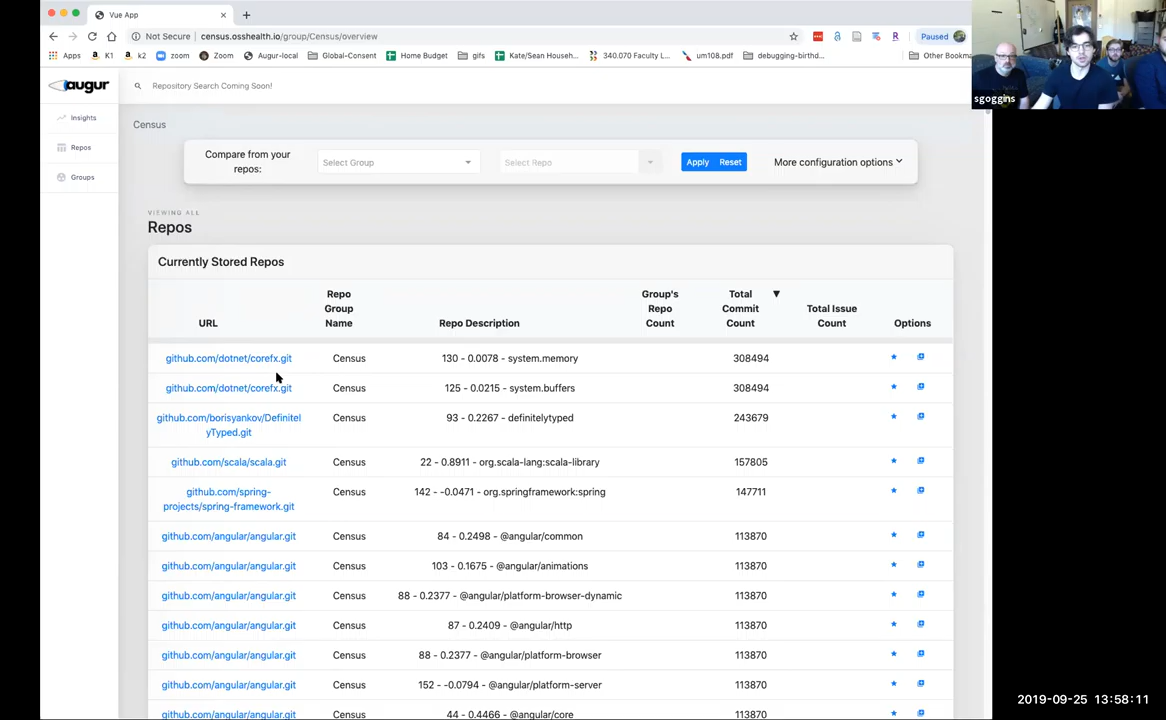 Vue App
Not Secure | census.osshealth.io/group/Census/overview
Paused
Apps K1 k2 zoom Zoom Augur-local Global-Consent Home Budget gifs Kate/Sean Househ... 340.070 Faculty L... um108.pdf debugging-birthd... Other Bookma
sgoggins
augur
Repository Search Coming Soon!
Insights
Repos
Groups
Census
Compare from your repos:
Select Group
Select Repo
Apply Reset
More configuration options
VIEWING ALL
Repos
Currently Stored Repos
URL Repo Group Name Repo Description Group's Repo Count Total Commit Count ▼ Total Issue Count Options
github.com/dotnet/corefx.git Census 130 - 0.0078 - system.memory 308494
github.com/dotnet/corefx.git Census 125 - 0.0215 - system.buffers 308494
github.com/borisyankov/DefinitelyTyped.git Census 93 - 0.2267 - definitelytyped 243679
github.com/scala/scala.git Census 22 - 0.8911 - org.scala-lang:scala-library 157805
github.com/spring-projects/spring-framework.git Census 142 - -0.0471 - org.springframework:spring 147711
github.com/angular/angular.git Census 84 - 0.2498 - @angular/common 113870
github.com/angular/angular.git Census 103 - 0.1675 - @angular/animations 113870
github.com/angular/angular.git Census 88 - 0.2377 - @angular/platform-browser-dynamic 113870
github.com/angular/angular.git Census 87 - 0.2409 - @angular/http 113870
github.com/angular/angular.git Census 88 - 0.2377 - @angular/platform-browser 113870
github.com/angular/angular.git Census 152 - -0.0794 - @angular/platform-server 113870
github.com/angular/angular.git Census 44 - 0.4466 - @angular/core 113870
2019-09-25 13:58:11